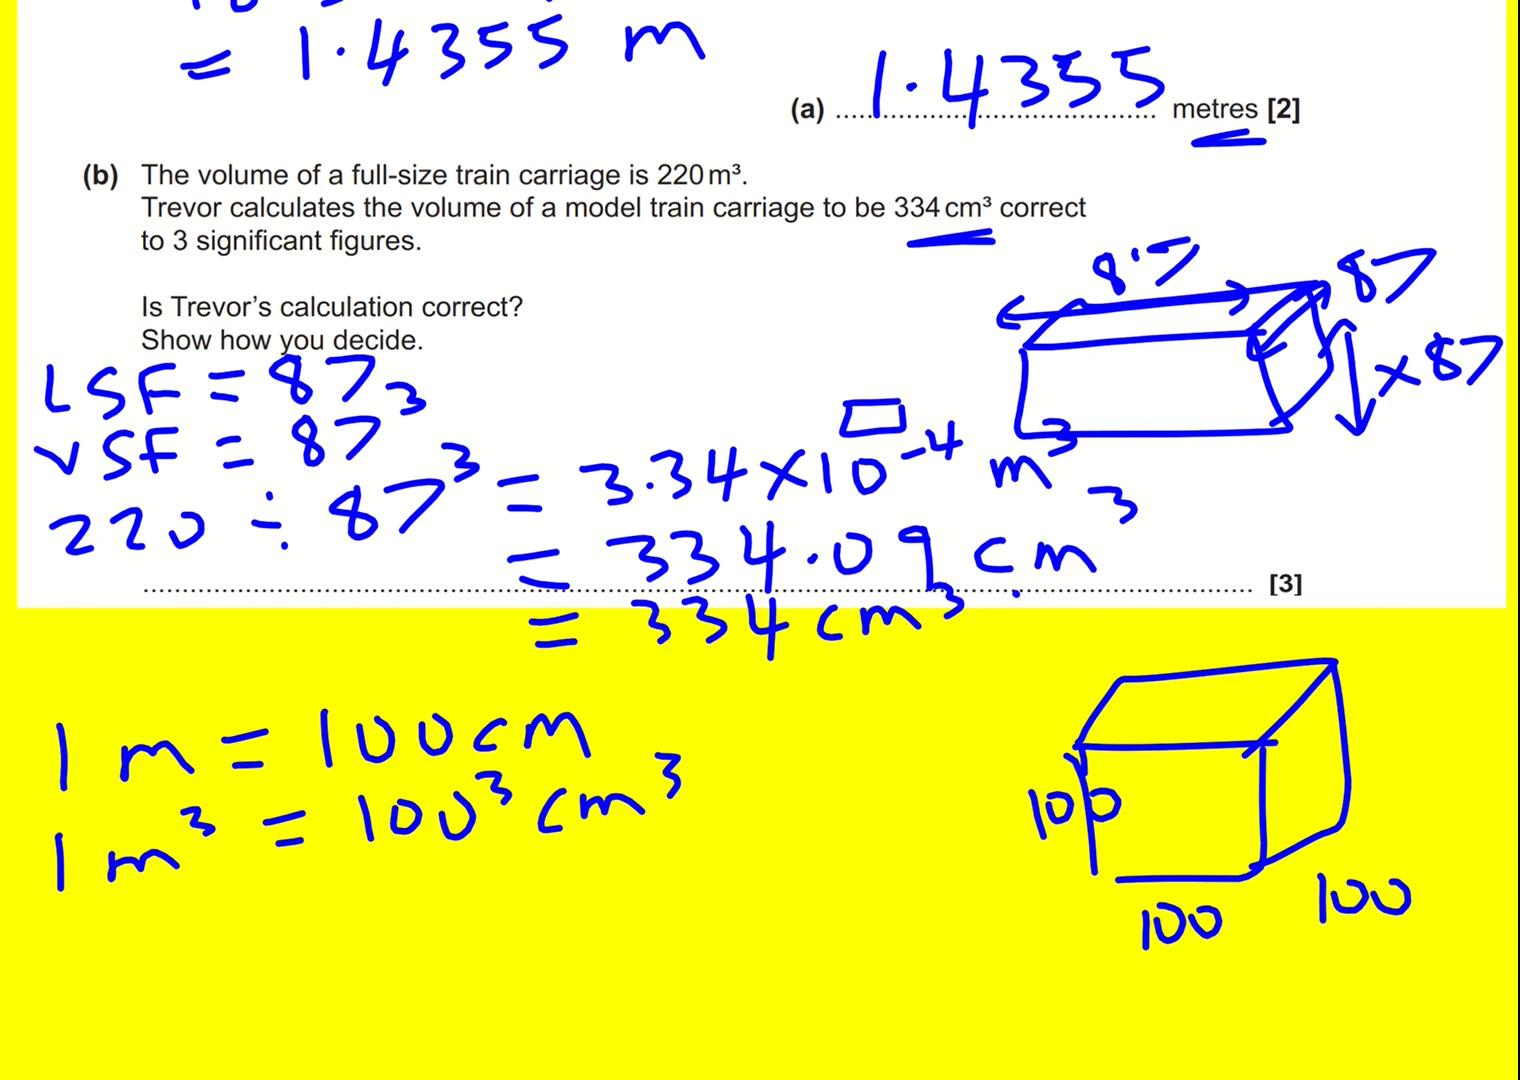 = 1.4355 m
(a) 1.4355 metres [2]
(b) The volume of a full-size train carriage is 220 m³.
Trevor calculates the volume of a model train carriage to be 334 cm³ correct
to 3 significant figures.
Is Trevor's calculation correct?
Show how you decide.
8·7
87
× 87
LSF = 87
VSF = 87³
220 ÷ 87³ = 3.34 × 10⁻⁴ m³
= 334.09 cm³
[3]
= 334 cm³
1 m = 100 cm
1 m³ = 100³ cm³
100
100
100